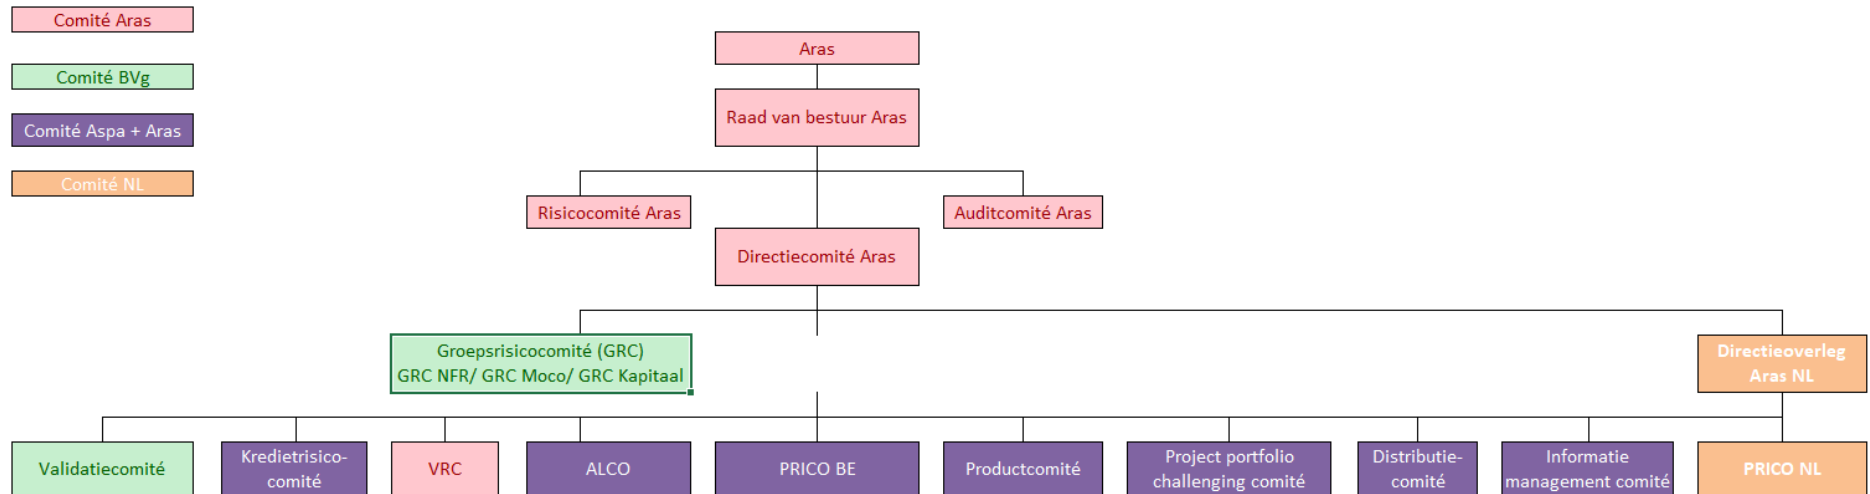 Comité Aras
Comité BVg
Comité Aspa + Aras
Comité NL
Aras
Raad van bestuur Aras
Risicocomité Aras
Auditcomité Aras
Directiecomité Aras
Groepsrisicocomité (GRC)
GRC NFR/ GRC Moco/ GRC Kapitaal
Directieoverleg
Aras NL
Validatiecomité
Kredietrisico-
comité
VRC
ALCO
PRICO BE
Productcomité
Project portfolio
challenging comité
Distributie-
comité
Informatie
management comité
PRICO NL